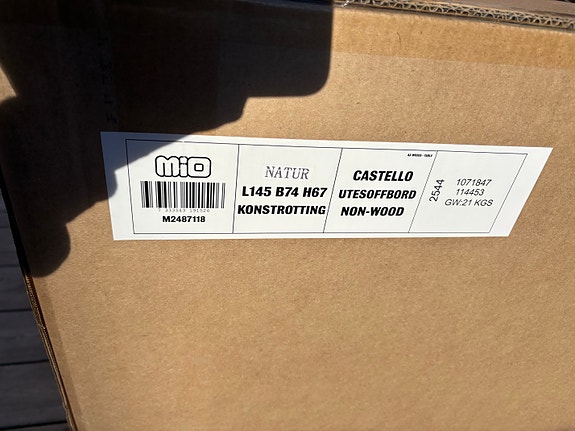 MiO
M2487118
NATUR
L145 B74 H67
KONSTROTTING
CASTELLO
UTESOFFBORD
NON-WOOD
2544
1071847
114453
GW:21 KGS